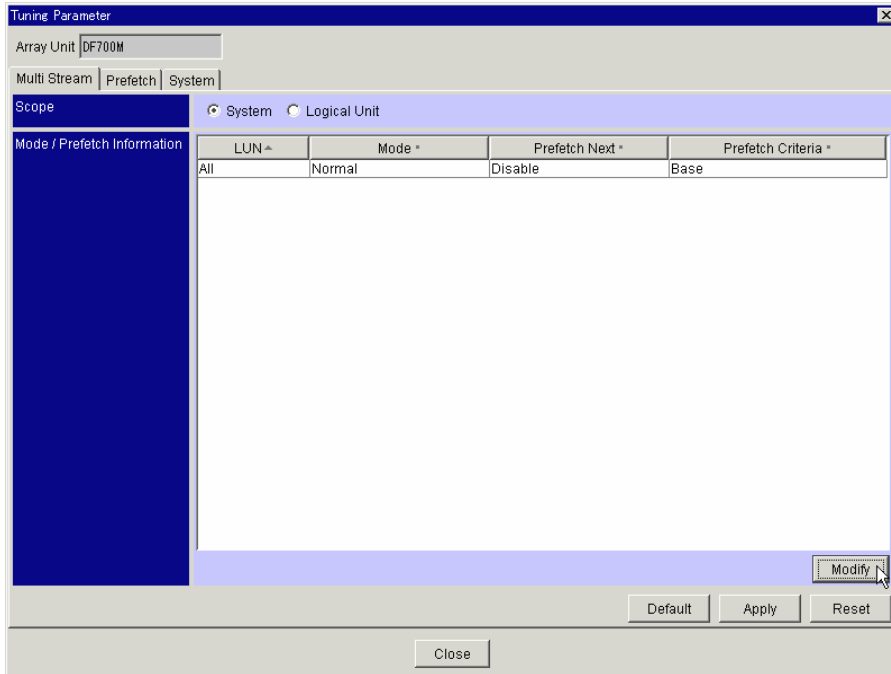 Tuning Parameter
Array Unit DF700M
Multi Stream Prefetch System
Scope System Logical Unit
Mode / Prefetch Information LUN Mode Prefetch Next Prefetch Criteria
All Normal Disable Base
Modify
Default Apply Reset
Close